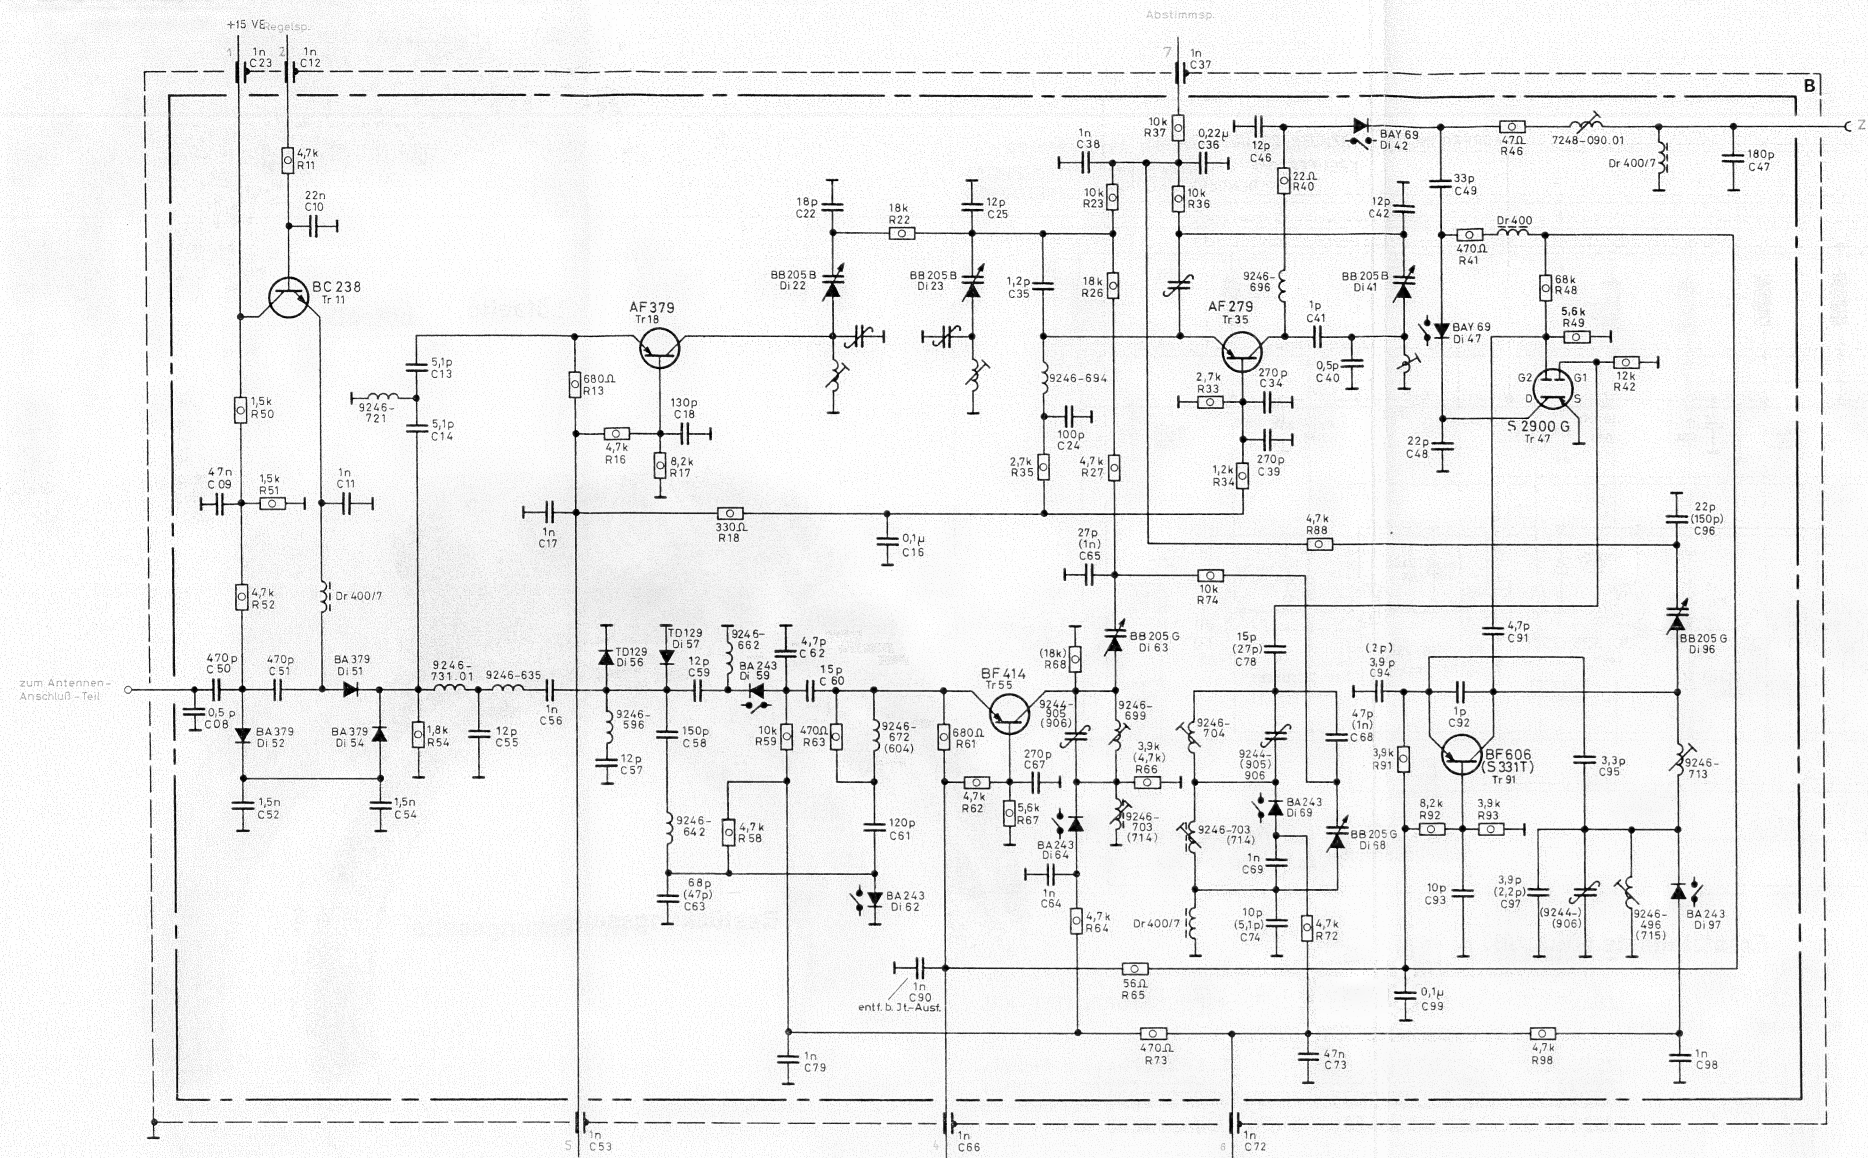 +15 VE
Regelsp.
Abstimmsp.
1
1n
C23
2
1n
C12
7
1n
C37
B
4,7k
R11
22n
C10
BC 238
Tr 11
10k
R37
1n
C38
0,22µ
C36
12p
C46
BAY 69
Di 42
47Ω
R46
7248-090.01
Z
Dr 400/7
180p
C47
18p
C22
18k
R22
12p
C25
10k
R23
10k
R36
22Ω
R40
12p
C42
33p
C49
470Ω
R41
Dr 400
BB 205 B
Di 22
BB 205 B
Di 23
1,2p
C35
18k
R26
9246-
696
BB 205 B
Di 41
68k
R48
5,6k
R49
AF 379
Tr 18
AF 279
Tr 35
1p
C41
BAY 69
Di 47
5,1p
C13
9246-
721
5,1p
C14
680Ω
R13
130p
C18
4,7k
R16
8,2k
R17
9246-694
100p
C24
2,7k
R35
4,7k
R27
2,7k
R33
270p
C34
270p
C39
1,2k
R34
0,5p
C40
G2
G1
D
S
S 2900 G
Tr 47
12k
R42
22p
C48
1,5k
R50
47n
C 09
1,5k
R51
1n
C11
1n
C17
330Ω
R18
0,1µ
C16
27p
(1n)
C65
4,7k
R88
22p
(150p)
C96
10k
R74
4,7k
R52
Dr 400/7
470p
C 50
470p
C51
BA 379
Di 51
9246-
731.01
9246-635
1n
C56
zum Antennen-
Anschluß-Teil
0,5 p
C08
BA 379
Di 52
BA 379
Di 54
1,8k
R54
12p
C55
1,5n
C52
1,5n
C54
TD129
Di 56
TD129
Di 57
12p
C59
9246-
662
BA 243
Di 59
4,7p
C 62
15p
C 60
9246-
596
12p
C57
150p
C58
10k
R59
470Ω
R63
9246-
672
(604)
680Ω
R61
9246-
642
4,7k
R58
120p
C61
68p
(47p)
C63
BA 243
Di 62
BF 414
Tr 55
(18k)
R68
BB 205 G
Di 63
9244-
905
(906)
9246-
699
270p
C67
3,9k
(4,7k)
R66
4,7k
R62
5,6k
R67
BA 243
Di 64
9246-
703
(714)
1n
C64
4,7k
R64
15p
(27p)
C78
9246-
704
9244-
(905)
906
47p
(1n)
C68
9246-703
(714)
BA 243
Di 69
BB 205 G
Di 68
1n
C69
Dr 400/7
10p
(5,1p)
C74
4,7k
R72
4,7p
C91
(2p)
3,9p
C94
1p
C92
3,9k
R91
BF 606
(S 331T)
Tr 91
3,3p
C95
BB 205 G
Di 96
9246-
713
8,2k
R92
3,9k
R93
10p
C93
3,9p
(2,2p)
C97
(9244-)
(906)
9246-
496
(715)
BA 243
Di 97
1n
C90
entf. b. Jt.-Ausf.
56Ω
R65
0,1µ
C99
1n
C79
470Ω
R73
47n
C73
4,7k
R98
1n
C98
5
1n
C53
4
1n
C66
1n
C72